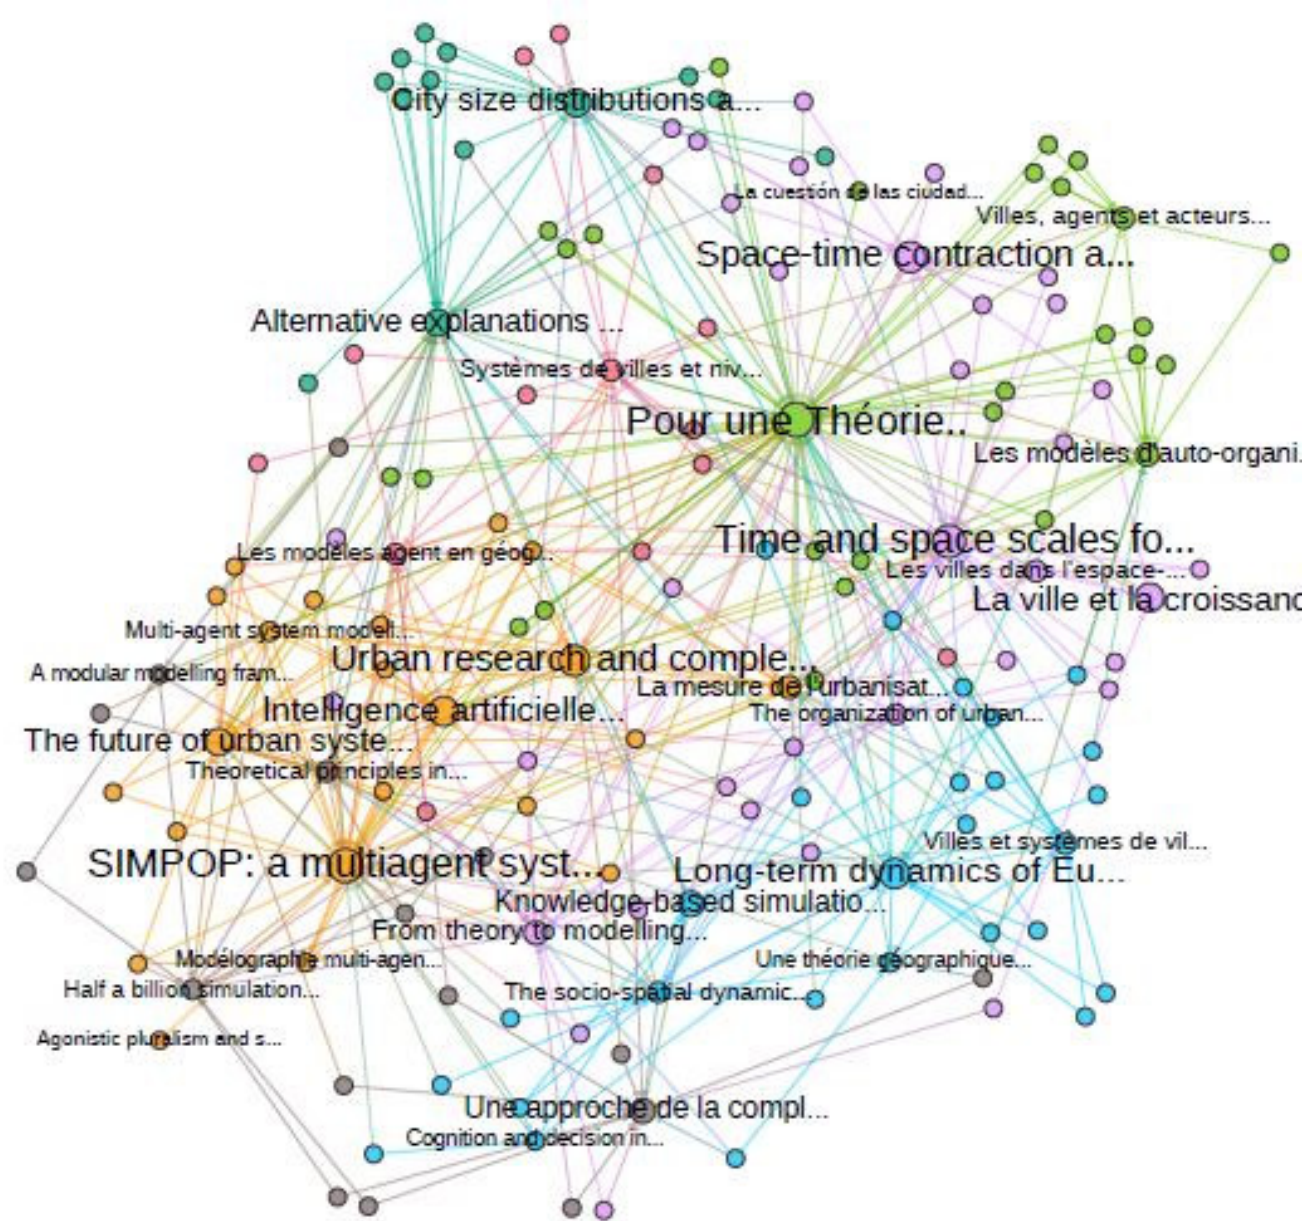 City size distributions a...
La cuestión de las ciudad...
Villes, agents et acteurs...
Space-time contraction a...
Alternative explanations ...
Systèmes de villes et niv...
Pour une Théorie..
Les modèles d'auto-organi.
Time and space scales fo...
Les modèles agent en géog...
Les villes dans l'espace-...
La ville et la croissanc
Multi-agent system modell...
Urban research and comple...
A modular modelling fram...
La mesure de l'urbanisat...
Intelligence artificielle...
The organization of urban...
The future of urban syste...
Theoretical principles in...
Villes et systèmes de vil...
SIMPOP: a multiagent syst...
Long-term dynamics of Eu...
Knowledge-based simulatio...
From theory to modelling...
Modélographie multi-agen...
Une théorie géographique...
Half a billion simulation...
The socio-spatial dynamic...
Agonistic pluralism and s...
Une approche de la compl...
Cognition and decision in...